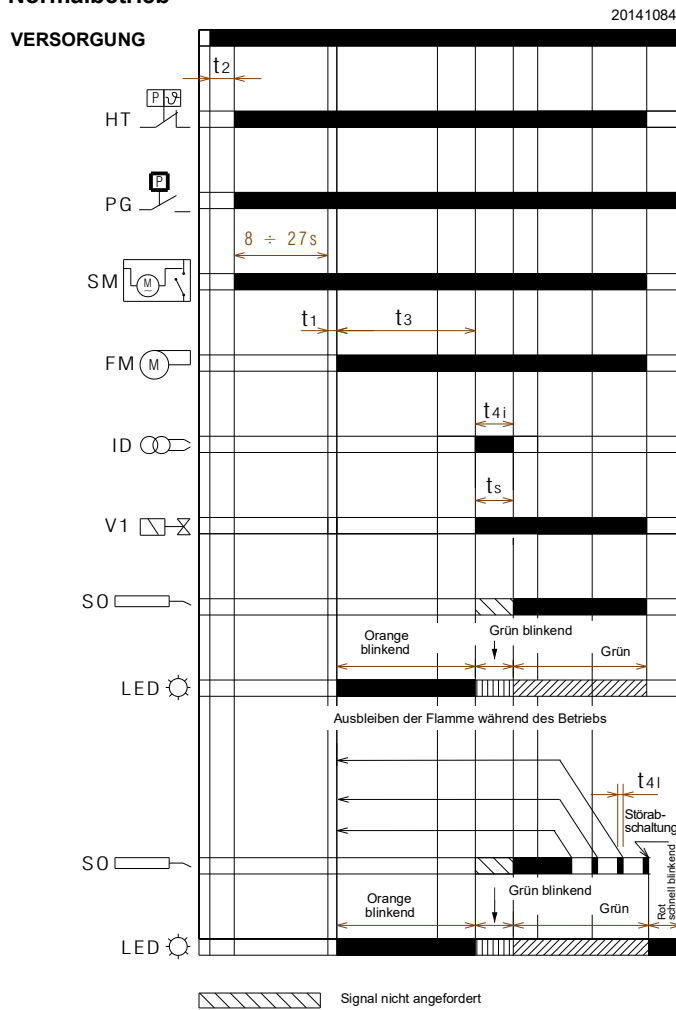 Normalbetrieb
20141084
VERSORGUNG
t2
P ϑ
HT
P
PG
8 ÷ 27s
SM M ~
t1 t3
FM M
t4i
ID
ts
V1
SO
Orange
blinkend
Grün blinkend
Grün
LED
Ausbleiben der Flamme während des Betriebs
t4l
Störab-
schaltung
SO
Orange
blinkend
Grün blinkend
Grün
Rot
schnell blinkend
LED
Signal nicht angefordert